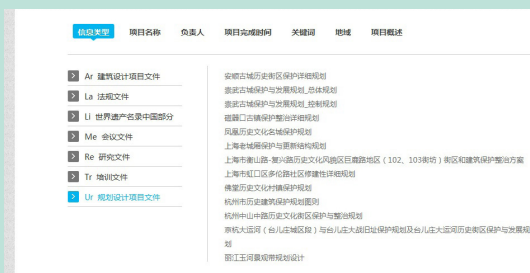 信息类型 项目名称 负责人 项目完成时间 关键词 地域 项目概述
Ar 建筑设计项目文件
La 法规文件
Li 世界遗产名录中国部分
Me 会议文件
Re 研究文件
Tr 培训文件
Ur 规划设计项目文件
安顺古城历史街区保护详细规划
崇武古城保护与发展规划_总体规划
崇武古城保护与发展规划_控制规划
磁器口古镇保护整治详细规划
凤凰历史文化名城保护规划
上海老城厢保护与更新结构规划
上海市衡山路-复兴路历史文化风貌区巨鹿路地区（102、103街坊）街区和建筑保护整治方案
上海市虹口区多伦路社区修建性详细规划
佛堂历史文化村镇保护规划
杭州市历史建筑保护规划图则
杭州中山中路历史文化街区保护与整治规划
京杭大运河（台儿庄城区段）与台儿庄大战旧址保护规划及台儿庄大运河历史街区保护与发展规
划
丽江玉河景观带规划设计